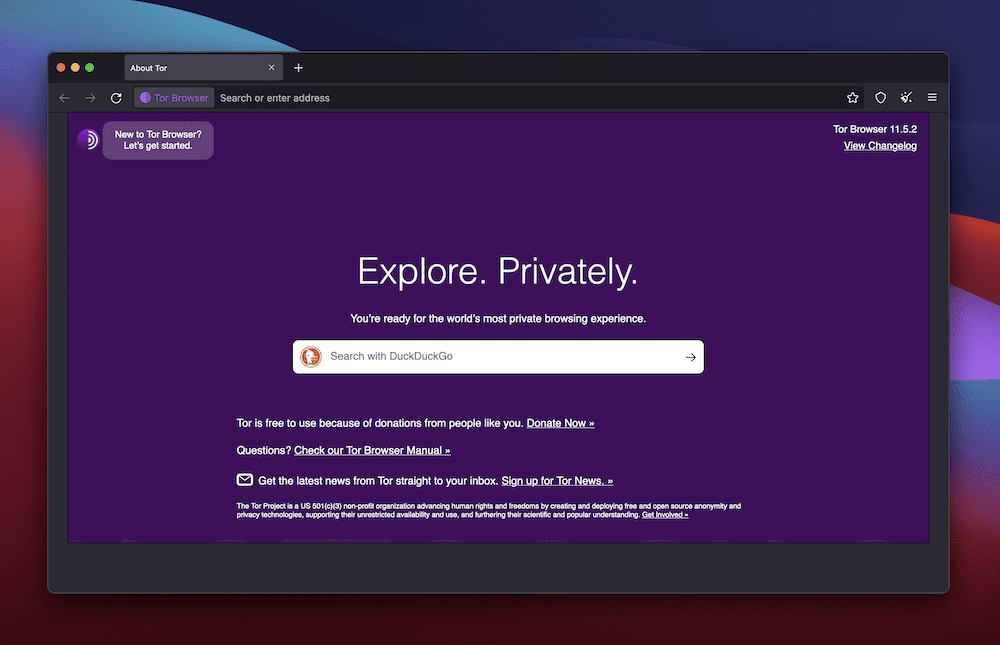 About Tor
Tor Browser Search or enter address
New to Tor Browser?
Let's get started.
Tor Browser 11.5.2
View Changelog
Explore. Privately.
You're ready for the world's most private browsing experience.
Search with DuckDuckGo
Tor is free to use because of donations from people like you. Donate Now »
Questions? Check our Tor Browser Manual »
Get the latest news from Tor straight to your inbox. Sign up for Tor News. »
The Tor Project is a US 501(c)(3) non-profit organization advancing human rights and freedoms by creating and deploying free and open source anonymity and
privacy technologies, supporting their unrestricted availability and use, and furthering their scientific and popular understanding. Get Involved »